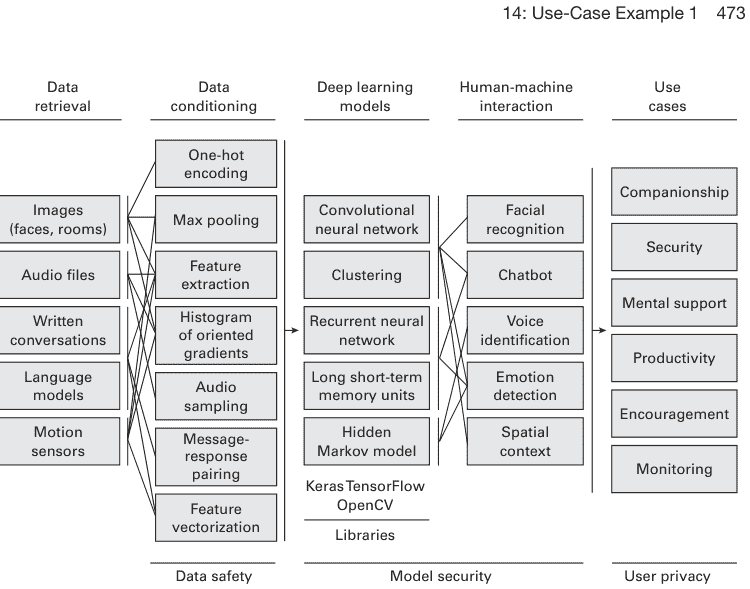 14: Use-Case Example 1 473
Data
retrieval
Data
conditioning
Deep learning
models
Human-machine
interaction
Use
cases
Images
(faces, rooms)
Audio files
Written
conversations
Language
models
Motion
sensors
One-hot
encoding
Max pooling
Feature
extraction
Histogram
of oriented
gradients
Audio
sampling
Message-
response
pairing
Feature
vectorization
Convolutional
neural network
Clustering
Recurrent neural
network
Long short-term
memory units
Hidden
Markov model
Keras TensorFlow
OpenCV
Libraries
Facial
recognition
Chatbot
Voice
identification
Emotion
detection
Spatial
context
Companionship
Security
Mental support
Productivity
Encouragement
Monitoring
Data safety
Model security
User privacy